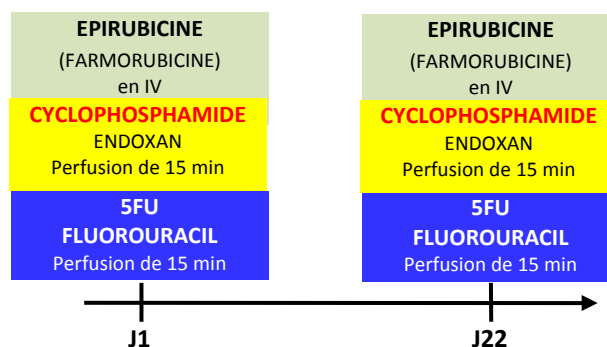 EPIRUBICINE
(FARMORUBICINE)
en IV
CYCLOPHOSPHAMIDE
ENDOXAN
Perfusion de 15 min
5FU
FLUOROURACIL
Perfusion de 15 min
J1
EPIRUBICINE
(FARMORUBICINE)
en IV
CYCLOPHOSPHAMIDE
ENDOXAN
Perfusion de 15 min
5FU
FLUOROURACIL
Perfusion de 15 min
J22